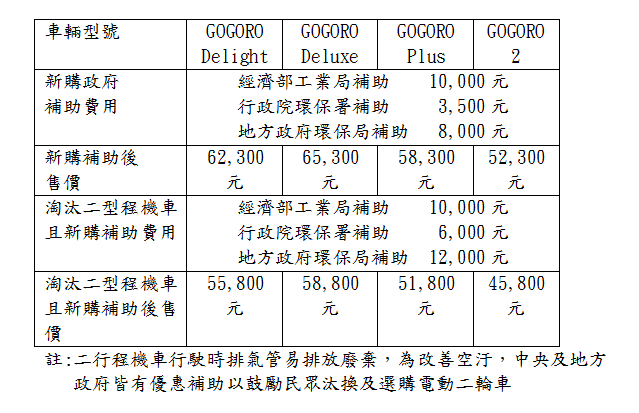 車輛型號 GOGORO Delight GOGORO Deluxe GOGORO Plus GOGORO 2
新購政府補助費用
經濟部工業局補助 10,000 元
行政院環保署補助 3,500 元
地方政府環保局補助 8,000 元
新購補助後售價 62,300 元 65,300 元 58,300 元 52,300 元
淘汰二型程機車且新購補助費用
經濟部工業局補助 10,000 元
行政院環保署補助 6,000 元
地方政府環保局補助 12,000 元
淘汰二型程機車且新購補助後售價 55,800 元 58,800 元 51,800 元 45,800 元
註:二行程機車行駛時排氣管易排放廢棄，為改善空汙，中央及地方
政府皆有優惠補助以鼓勵民眾汰換及選購電動二輪車